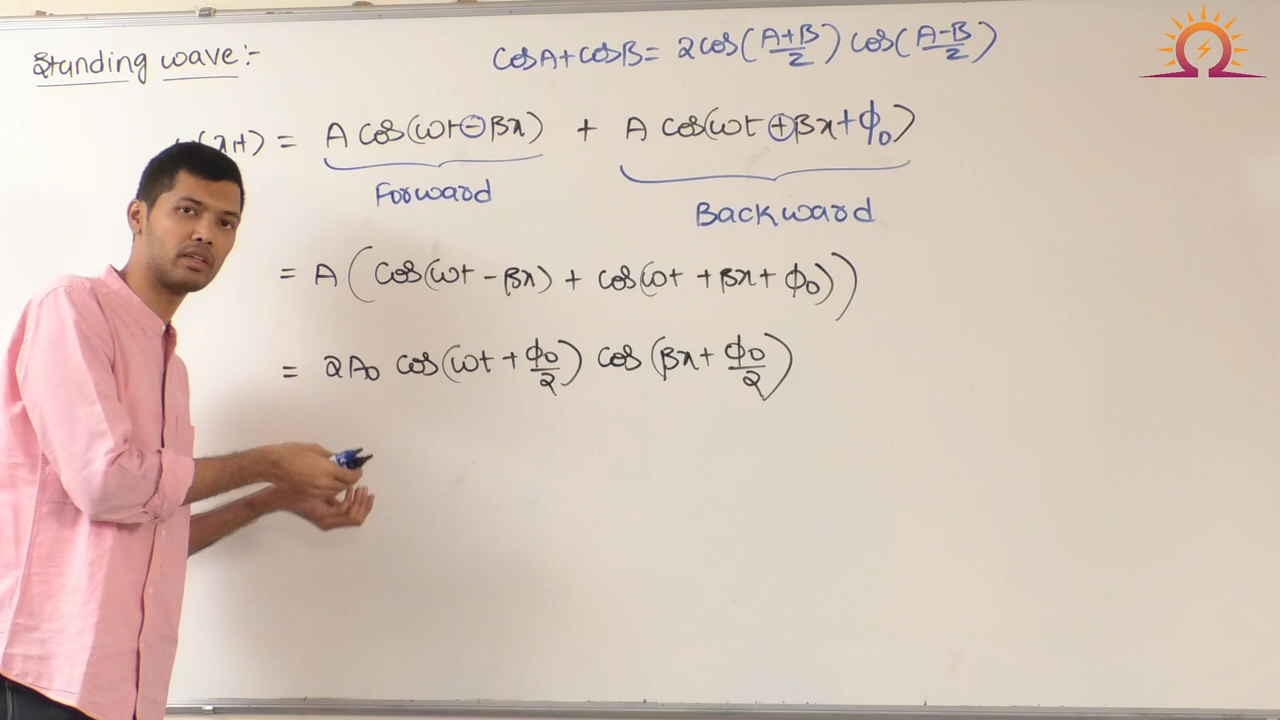 Standing wave:-
CosA+cosB= 2cos(A+B/2) cos(A-B/2)
(x,t) = A cos(ωt-βx) + A cos(ωt+βx+ϕ₀)
Forward
Backward
= A(cos(ωt-βx) + cos(ωt+βx+ϕ₀))
= 2A₀ cos(ωt+ϕ₀/2) cos(βx+ϕ₀/2)